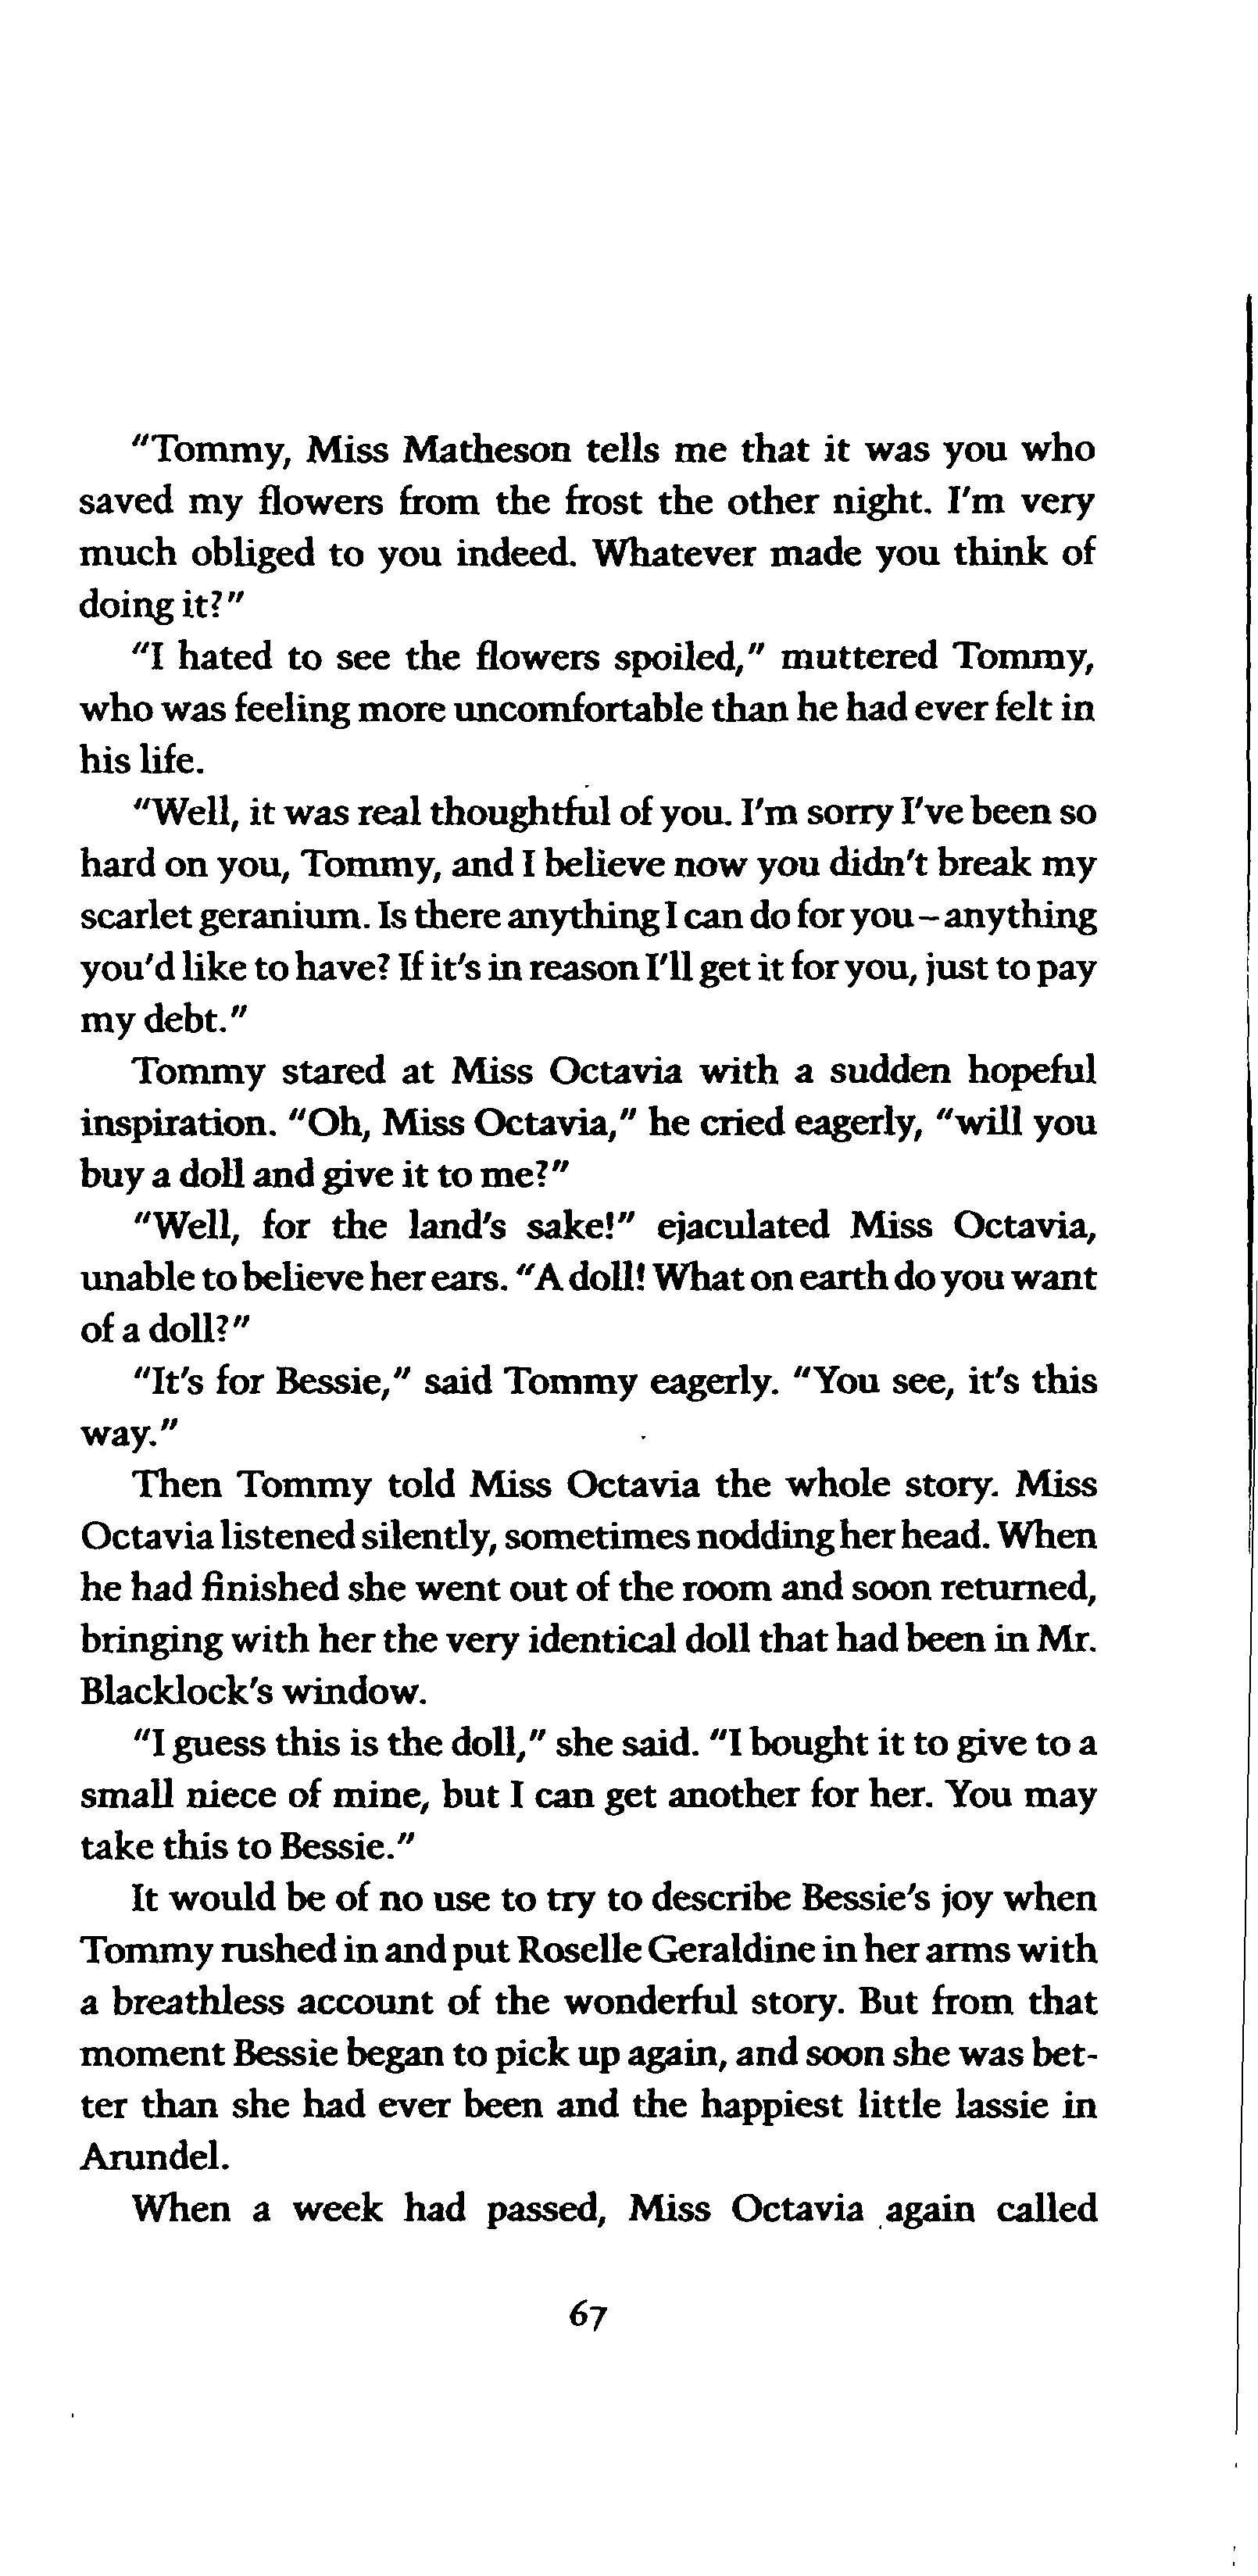 "Tommy, Miss Matheson tells me that it was you who
saved my flowers from the frost the other night. I'm very
much obliged to you indeed. Whatever made you think of
doing it?"
"I hated to see the flowers spoiled," muttered Tommy,
who was feeling more uncomfortable than he had ever felt in
his life.
"Well, it was real thoughtful of you. I'm sorry I've been so
hard on you, Tommy, and I believe now you didn't break my
scarlet geranium. Is there anything I can do for you–anything
you'd like to have? If it's in reason I'll get it for you, just to pay
my debt."
Tommy stared at Miss Octavia with a sudden hopeful
inspiration. "Oh, Miss Octavia," he cried eagerly, "will you
buy a doll and give it to me?"
"Well, for the land's sake!" ejaculated Miss Octavia,
unable to believe her ears. "A doll! What on earth do you want
of a doll?"
"It's for Bessie," said Tommy eagerly. "You see, it's this
way."
Then Tommy told Miss Octavia the whole story. Miss
Octavia listened silently, sometimes nodding her head. When
he had finished she went out of the room and soon returned,
bringing with her the very identical doll that had been in Mr.
Blacklock's window.
"I guess this is the doll," she said. "I bought it to give to a
small niece of mine, but I can get another for her. You may
take this to Bessie."
It would be of no use to try to describe Bessie's joy when
Tommy rushed in and put Roselle Geraldine in her arms with
a breathless account of the wonderful story. But from that
moment Bessie began to pick up again, and soon she was bet-
ter than she had ever been and the happiest little lassie in
Arundel.
When a week had passed, Miss Octavia again called
67